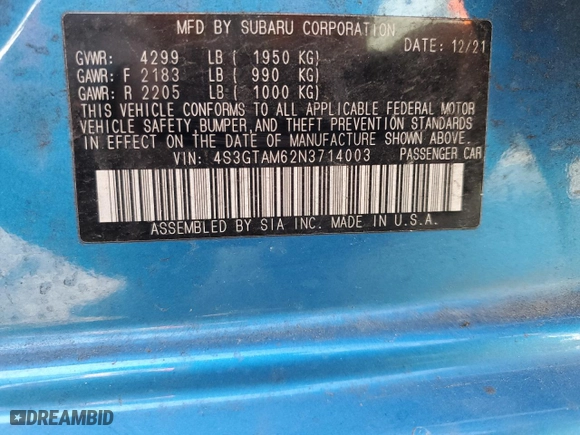 MFD BY SUBARU CORPORATION
DATE: 12/21
GVWR: 4299 LB ( 1950 KG)
GAWR: F 2183 LB ( 990 KG)
GAWR: R 2205 LB ( 1000 KG)
THIS VEHICLE CONFORMS TO ALL APPLICABLE FEDERAL MOTOR
VEHICLE SAFETY, BUMPER, AND THEFT PREVENTION STANDARDS
IN EFFECT ON THE DATE OF MANUFACTURE SHOWN ABOVE.
VIN: 4S3GTAM62N3714003 PASSENGER CAR
ASSEMBLED BY SIA INC. MADE IN U.S.A.
DREAMBID